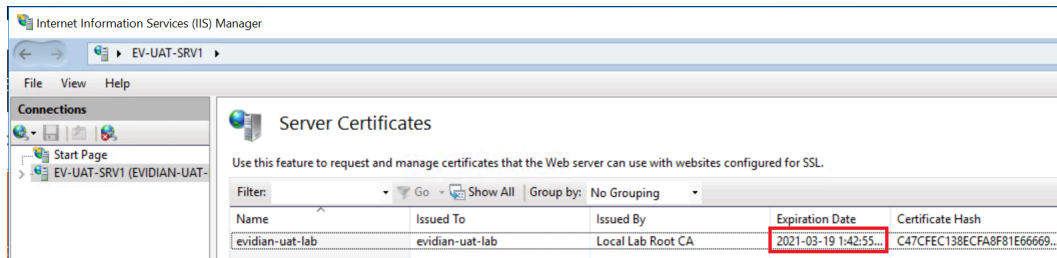 Internet Information Services (IIS) Manager
EV-UAT-SRV1
File View Help
Connections
Server Certificates
Start Page
EV-UAT-SRV1 (EVIDIAN-UAT-
Use this feature to request and manage certificates that the Web server can use with websites configured for SSL.
Filter: Go Show All Group by: No Grouping
Name Issued To Issued By Expiration Date Certificate Hash
evidian-uat-lab evidian-uat-lab Local Lab Root CA 2021-03-19 1:42:55... C47CFEC138ECFA8F81E66669...